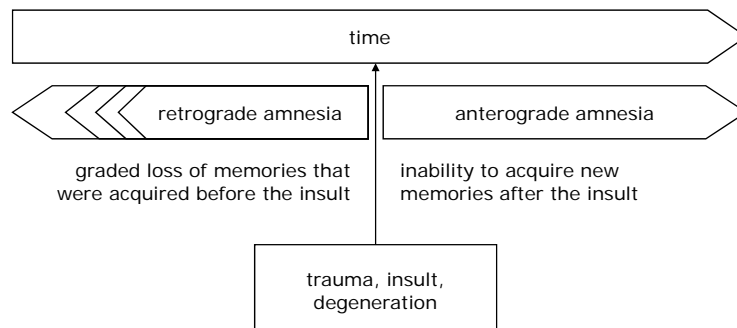 time
retrograde amnesia
anterograde amnesia
graded loss of memories that
were acquired before the insult
inability to acquire new
memories after the insult
trauma, insult,
degeneration